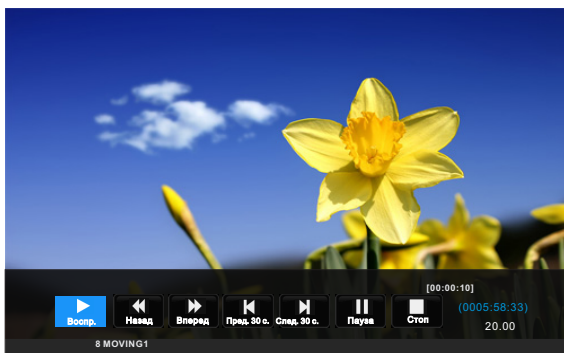 [00:00:10]
Воспр. Назад Вперед Пред. 30 с. След. 30 с. Пауза Стоп
(0005:58:33)
20.00
8 MOVING1